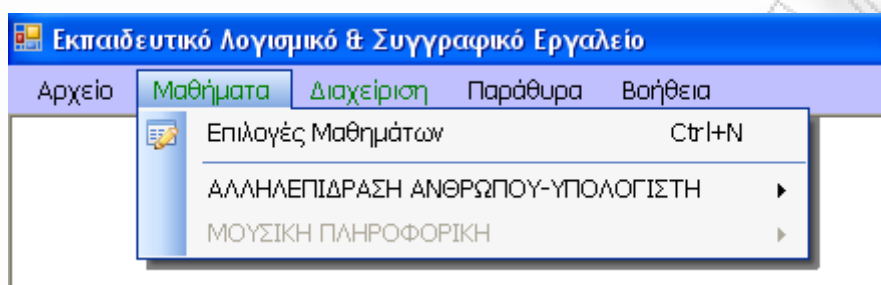 Εκπαιδευτικό Λογισμικό & Συγγραφικό Εργαλείο
Αρχείο Μαθήματα Διαχείριση Παράθυρα Βοήθεια
Επιλογές Μαθημάτων Ctrl+N
ΑΛΛΗΛΕΠΙΔΡΑΣΗ ΑΝΘΡΩΠΟΥ-ΥΠΟΛΟΓΙΣΤΗ
ΜΟΥΣΙΚΗ ΠΛΗΡΟΦΟΡΙΚΗ